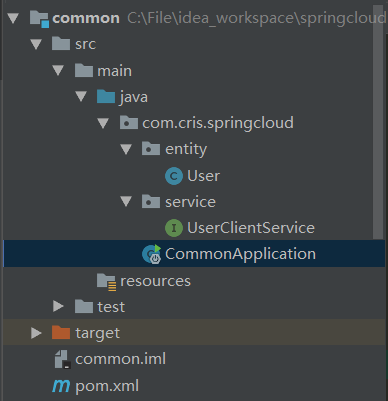 common C:\File\idea_workspace\springcloud
src
main
java
com.cris.springcloud
entity
C User
service
I UserClientService
C CommonApplication
resources
test
target
common.iml
m pom.xml